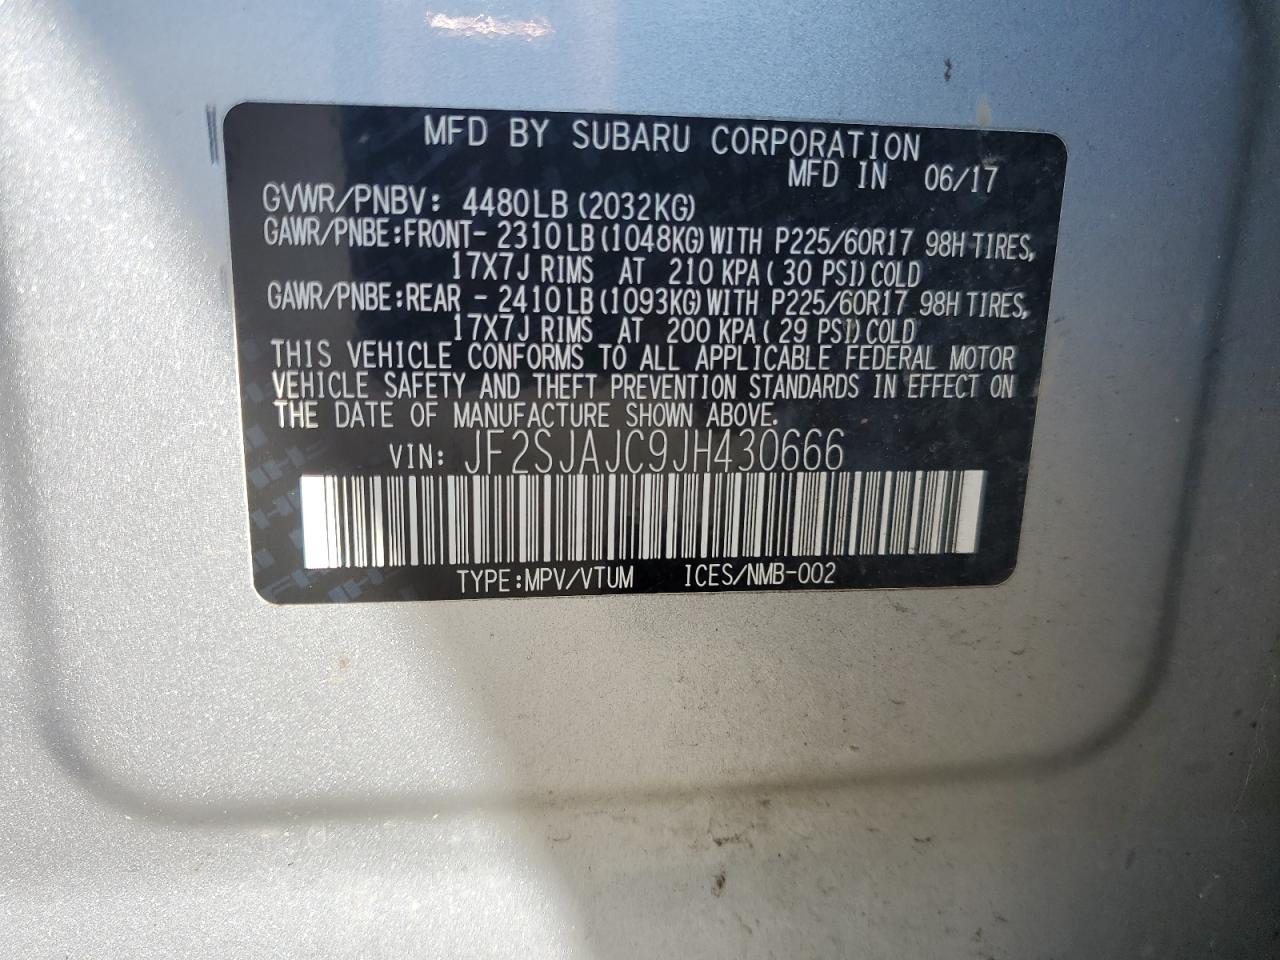 MFD BY SUBARU CORPORATION
MFD IN 06/17
GVWR/PNBV: 4480LB (2032KG)
GAWR/PNBE:FRONT- 2310LB(1048KG)WITH P225/60R17 98H TIRES,
17X7J RIMS AT 210 KPA( 30 PSI)COLD
GAWR/PNBE:REAR - 2410LB(1093KG)WITH P225/60R17 98H TIRES,
17X7J RIMS AT 200 KPA( 29 PSI)COLD
THIS VEHICLE CONFORMS TO ALL APPLICABLE FEDERAL MOTOR
VEHICLE SAFETY AND THEFT PREVENTION STANDARDS IN EFFECT ON
THE DATE OF MANUFACTURE SHOWN ABOVE.
VIN: JF2SJAJC9JH430666
TYPE:MPV/VTUM ICES/NMB-002